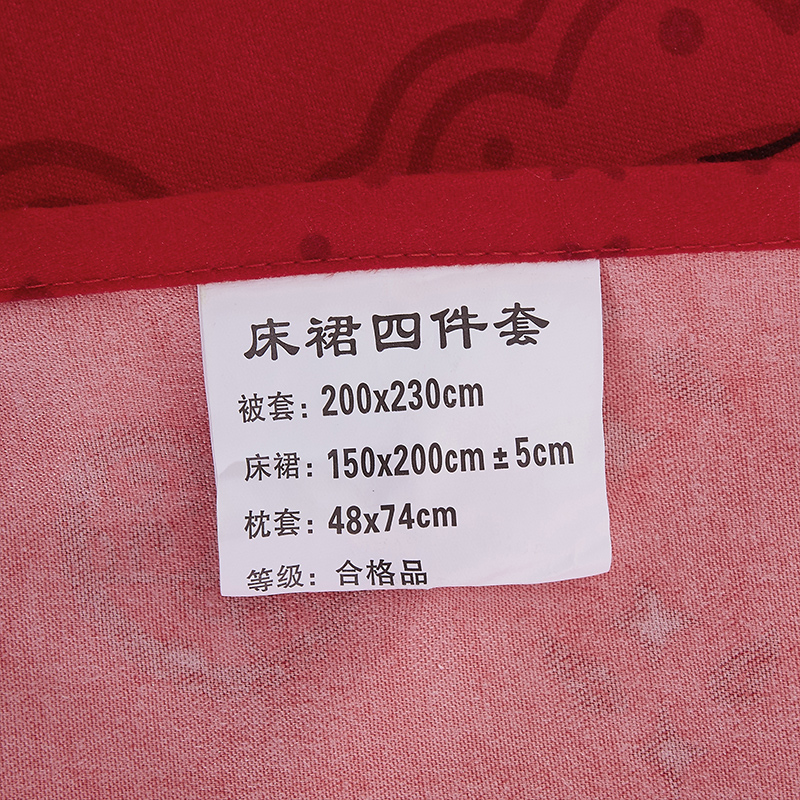 床裙四件套
被套：200x230cm
床裙：150x200cm±5cm
枕套：48x74cm
等级：合格品